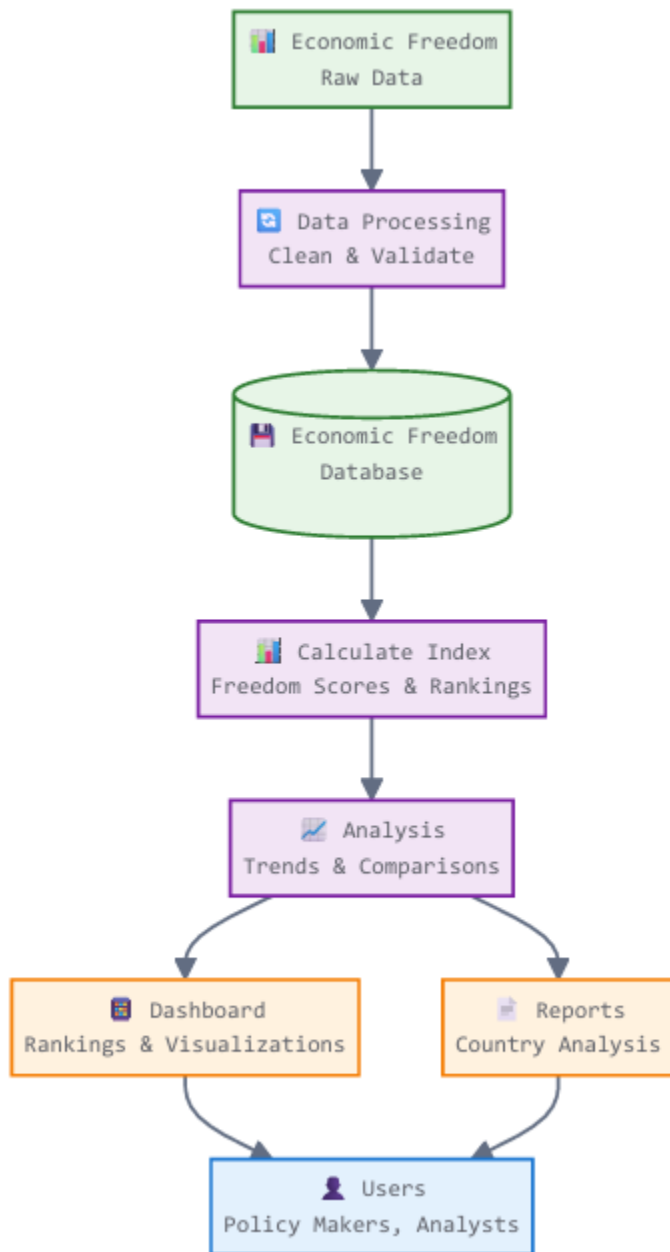 Economic Freedom
Raw Data
Data Processing
Clean & Validate
Economic Freedom
Database
Calculate Index
Freedom Scores & Rankings
Analysis
Trends & Comparisons
Dashboard
Rankings & Visualizations
Reports
Country Analysis
Users
Policy Makers, Analysts